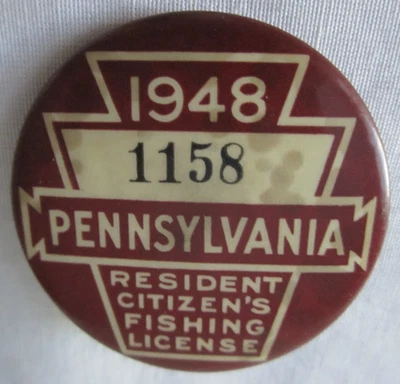 1948
1158
PENNSYLVANIA
RESIDENT
CITIZEN'S
FISHING
LICENSE